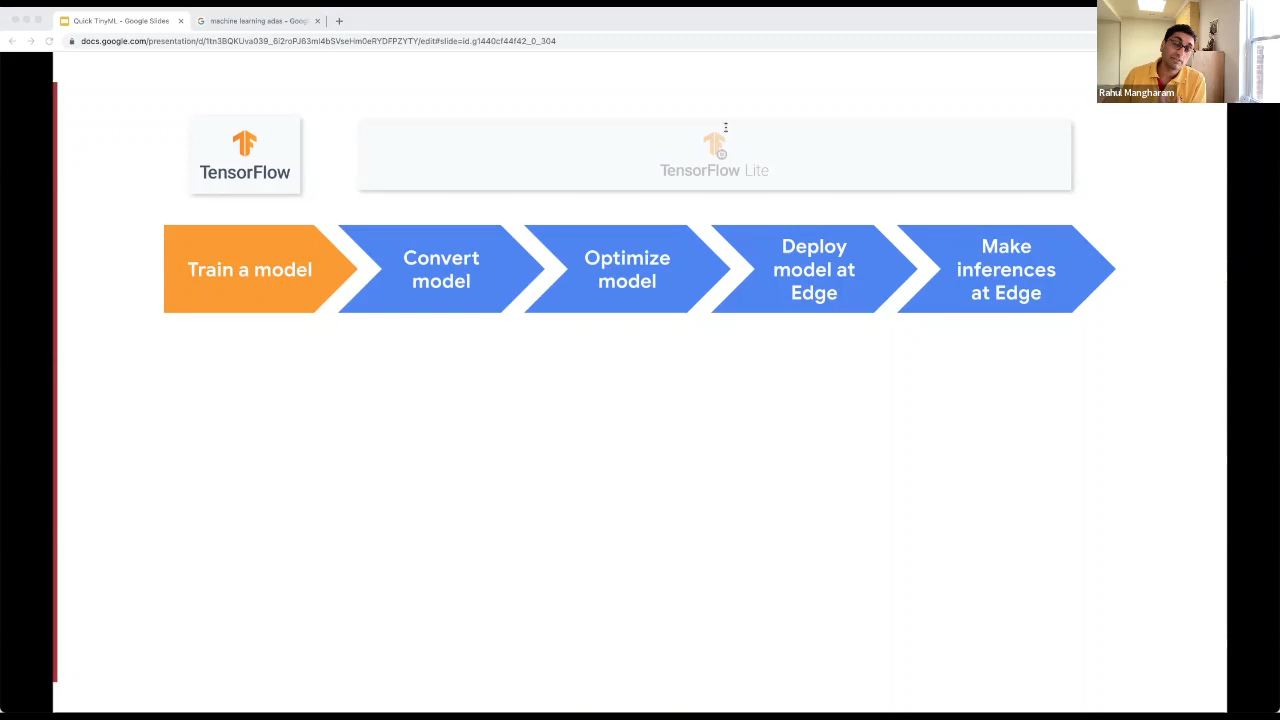 Quick TinyML - Google Slides
machine learning adas - Goog
docs.google.com/presentation/d/1tn3BQKUva039_6l2roPJ63ml4bSVseHm0eRYDFPZYTY/edit#slide=id.g1440cf44f42_0_304
Rahul Mangharam
TensorFlow
TensorFlow Lite
Train a model
Convert
model
Optimize
model
Deploy
model at
Edge
Make
inferences
at Edge